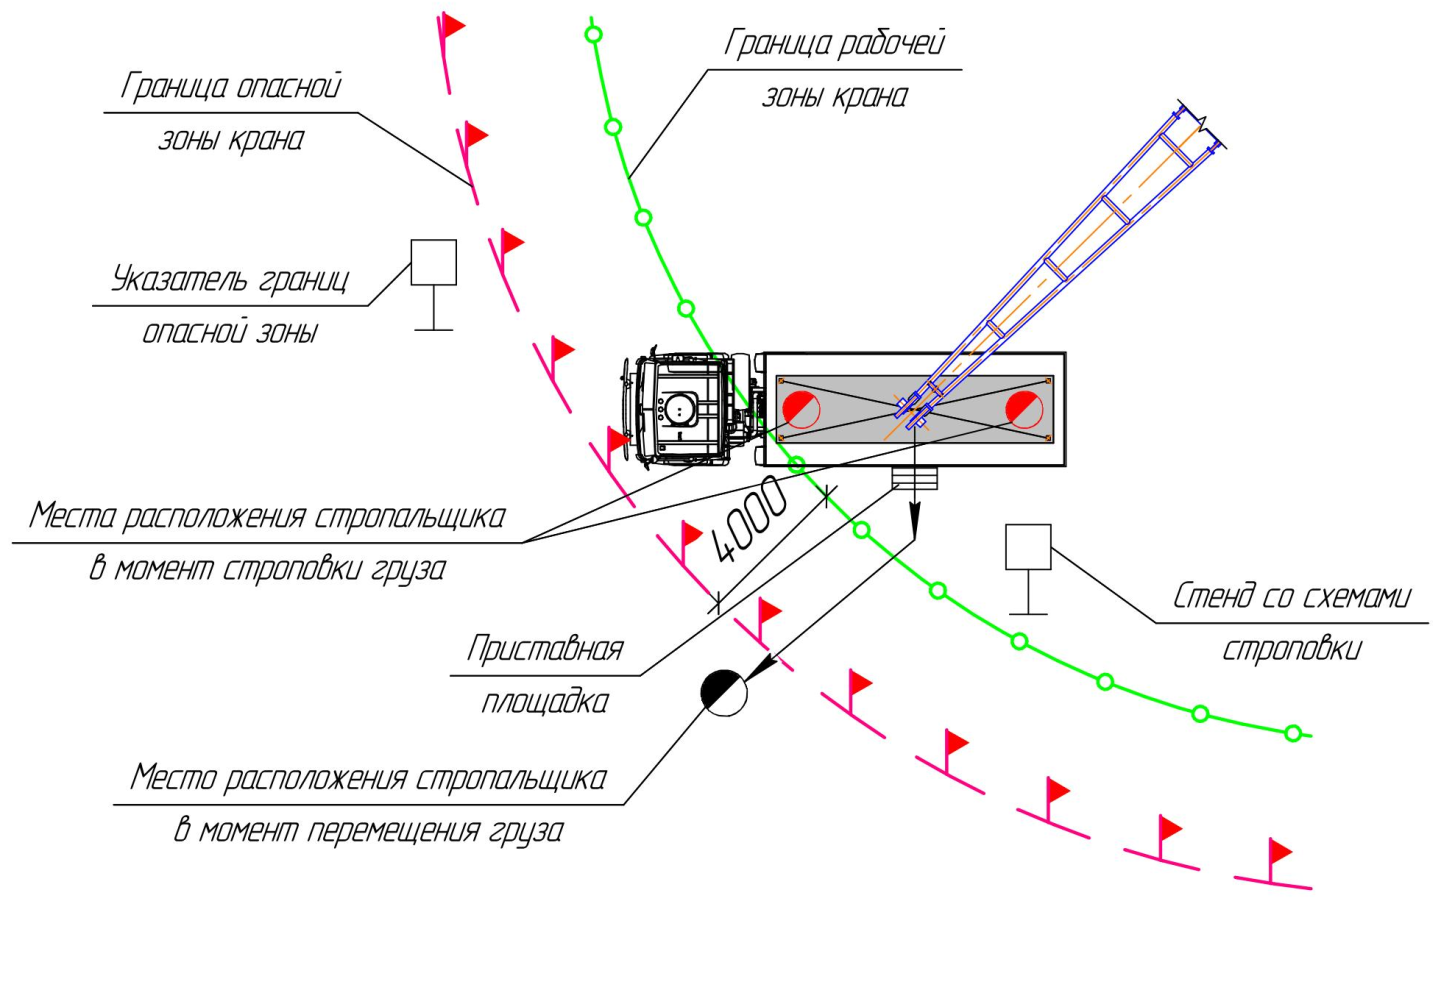 Граница рабочей
зоны крана
Граница опасной
зоны крана
Указатель границ
опасной зоны
Места расположения стропальщика
в момент строповки груза
4000
Стенд со схемами
строповки
Приставная
площадка
Место расположения стропальщика
в момент перемещения груза